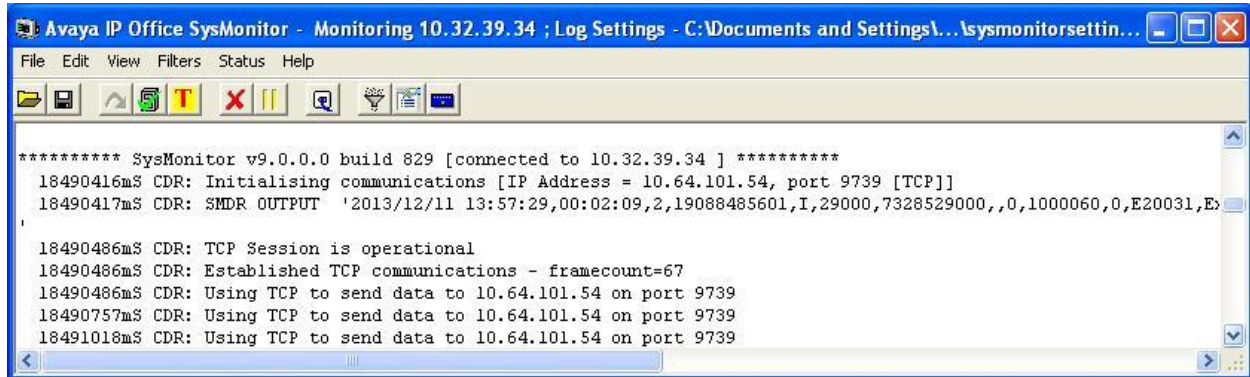 Avaya IP Office SysMonitor - Monitoring 10.32.39.34 ; Log Settings - C:\Documents and Settings\...\sysmonitorsettin...
File Edit View Filters Status Help
T
********** SysMonitor v9.0.0.0 build 829 [connected to 10.32.39.34 ] **********
18490416mS CDR: Initialising communications [IP Address = 10.64.101.54, port 9739 [TCP]]
18490417mS CDR: SMDR OUTPUT '2013/12/11 13:57:29,00:02:09,2,19088485601,I,29000,7328529000,,0,1000060,0,E20031,Ex
'
18490486mS CDR: TCP Session is operational
18490486mS CDR: Established TCP communications - framecount=67
18490486mS CDR: Using TCP to send data to 10.64.101.54 on port 9739
18490757mS CDR: Using TCP to send data to 10.64.101.54 on port 9739
18491018mS CDR: Using TCP to send data to 10.64.101.54 on port 9739